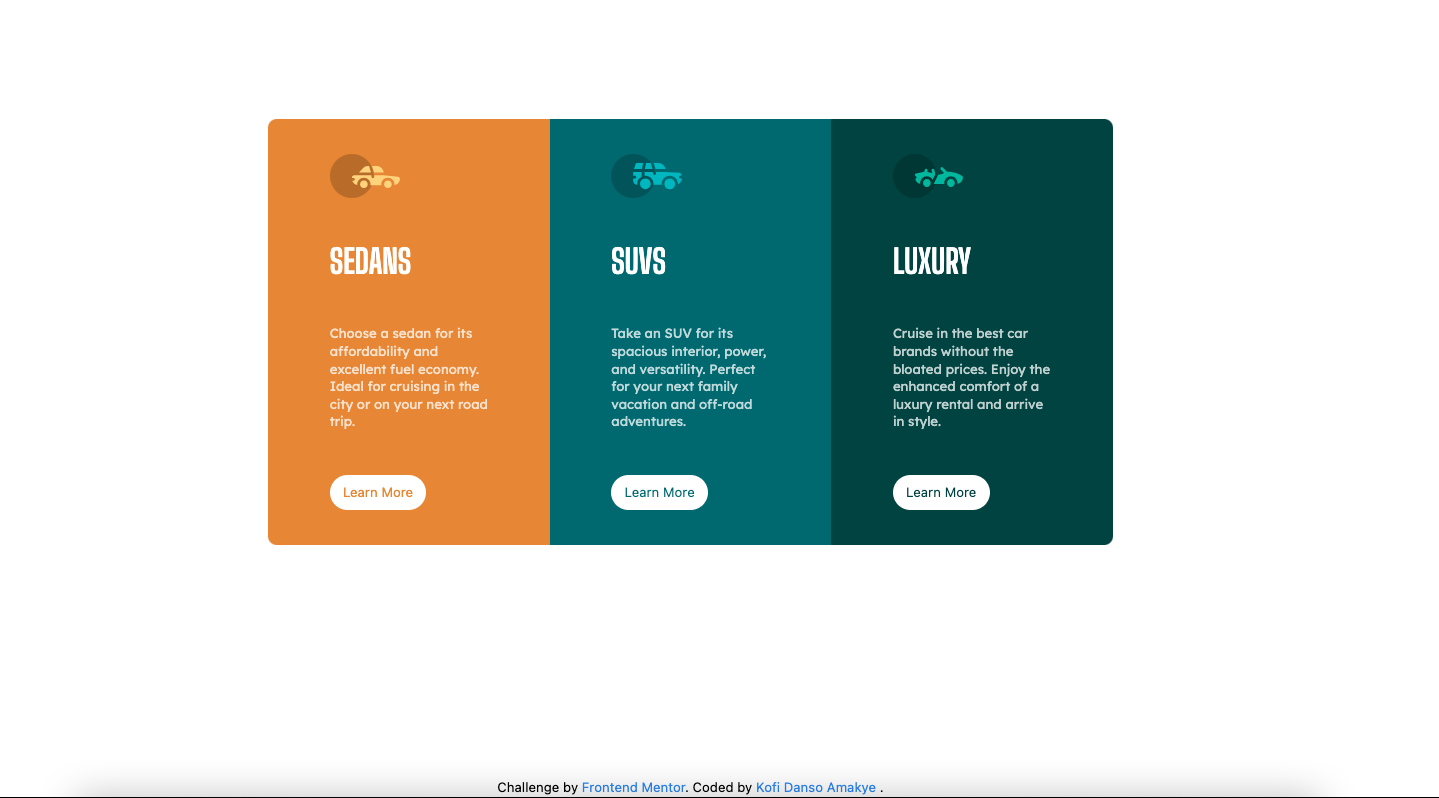 SEDANS
Choose a sedan for its
affordability and
excellent fuel economy.
Ideal for cruising in the
city or on your next road
trip.
Learn More
SUVS
Take an SUV for its
spacious interior, power,
and versatility. Perfect
for your next family
vacation and off-road
adventures.
Learn More
LUXURY
Cruise in the best car
brands without the
bloated prices. Enjoy the
enhanced comfort of a
luxury rental and arrive
in style.
Learn More
Challenge by Frontend Mentor. Coded by Kofi Danso Amakye .